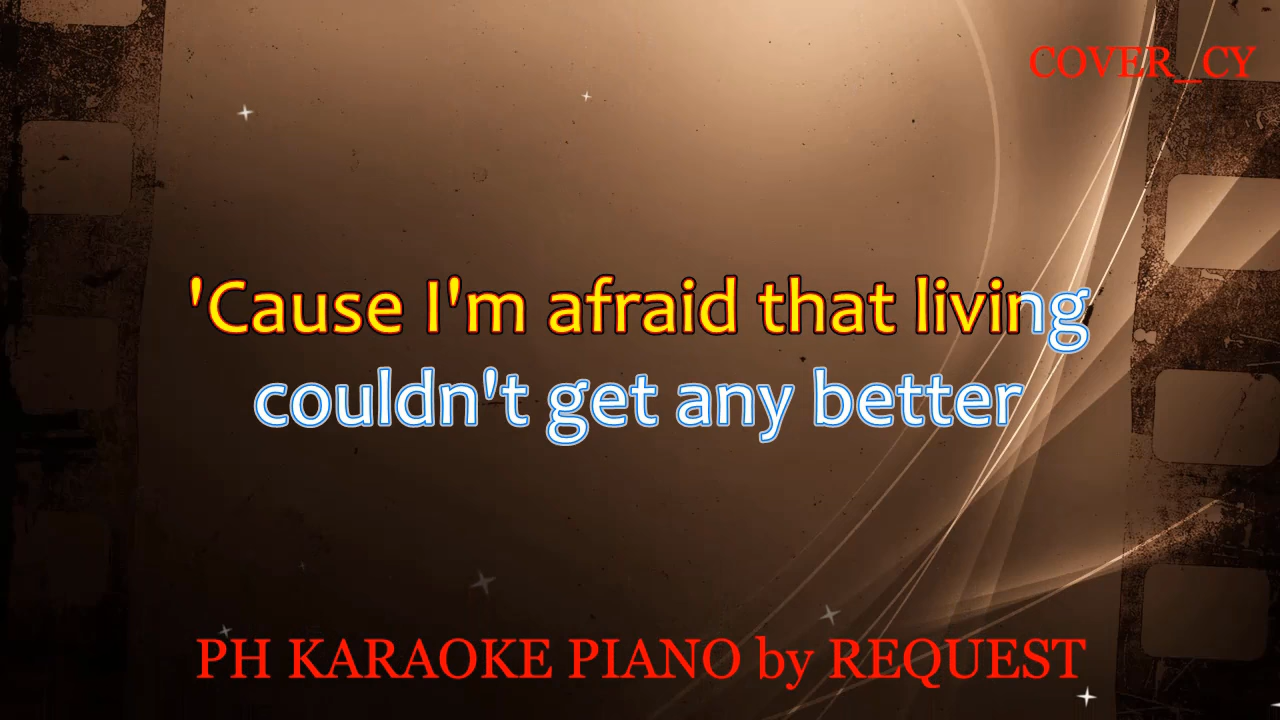 COVER_CY
'Cause I'm afraid that living
couldn't get any better
PH KARAOKE PIANO by REQUEST